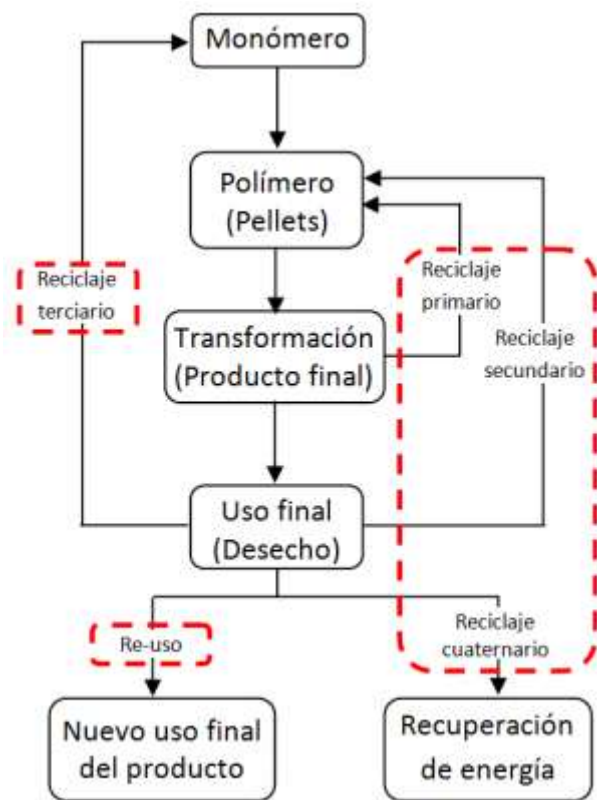 Monómero
Polímero
(Pellets)
Reciclaje
terciario
Reciclaje
primario
Transformación
(Producto final)
Reciclaje
secundario
Uso final
(Desecho)
Re-uso
Reciclaje
cuaternario
Nuevo uso final
del producto
Recuperación
de energía